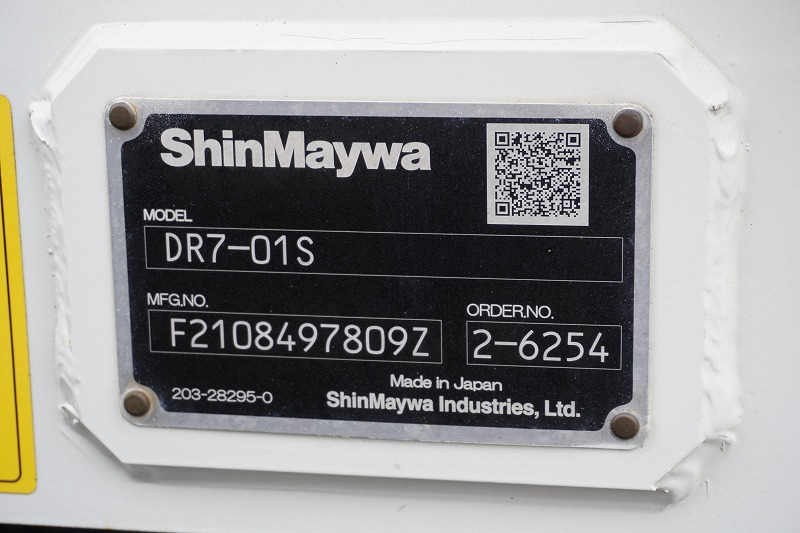 ShinMaywa
MODEL
DR7-01S
MFG.NO.
F2108497809Z
ORDER.NO.
2-6254
203-28295-0
Made in Japan
ShinMaywa Industries, Ltd.